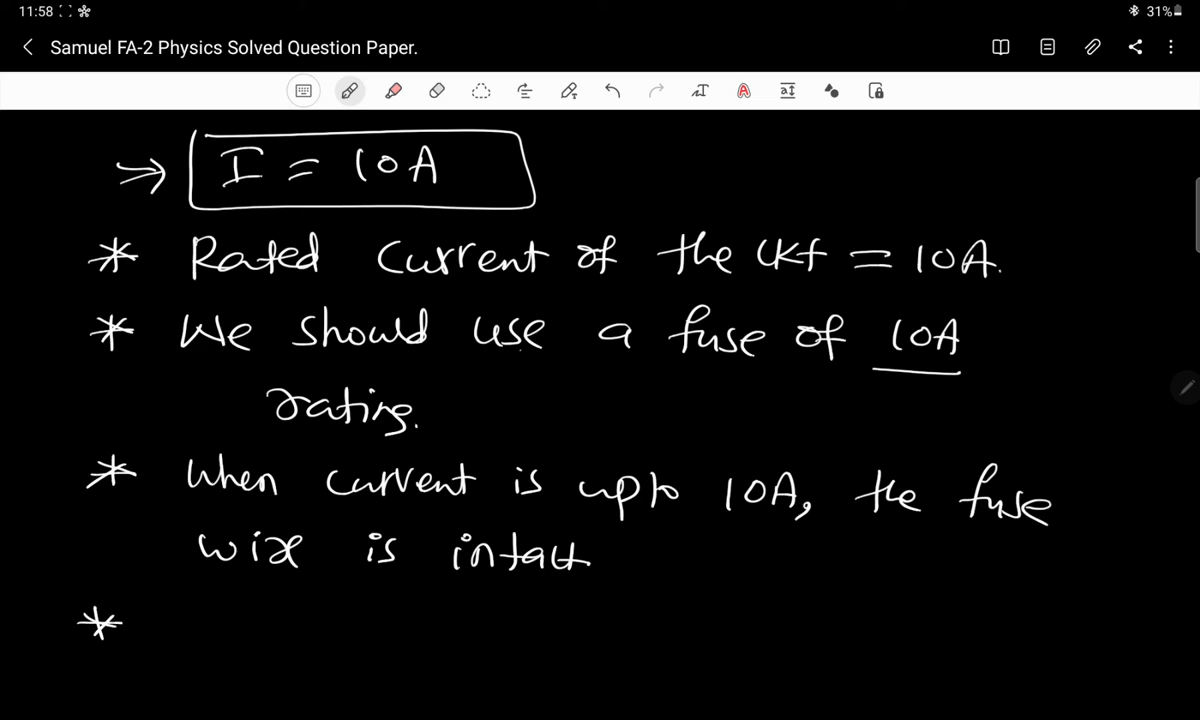 11:58
31%
Samuel FA-2 Physics Solved Question Paper.
→ I = 10A
* Rated Current of the CKt = 10A.
* We should use a fuse of 10A
rating.
* When current is upto 10A, the fuse
wire is intact
*